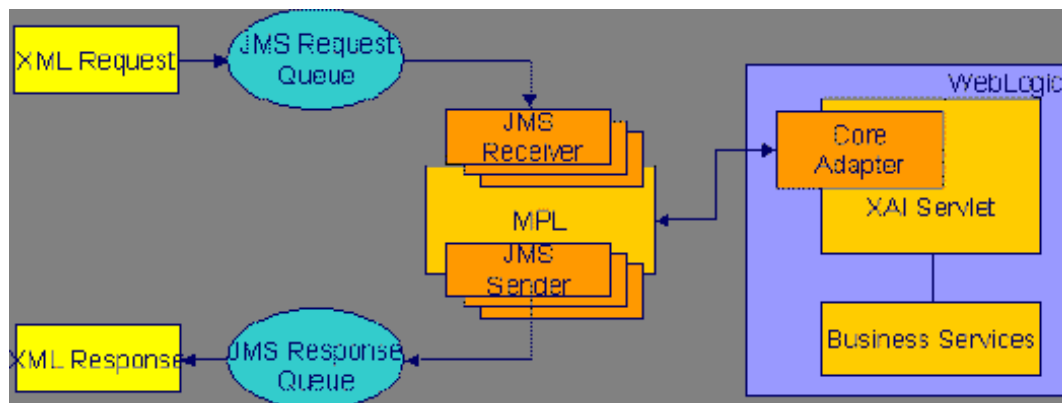 XML Request
JMS Request
Queue
WebLogic
JMS
Receiver
Core
Adapter
XAI Servlet
MPL
JMS
Sender
Business Services
XML Response
JMS Response
Queue